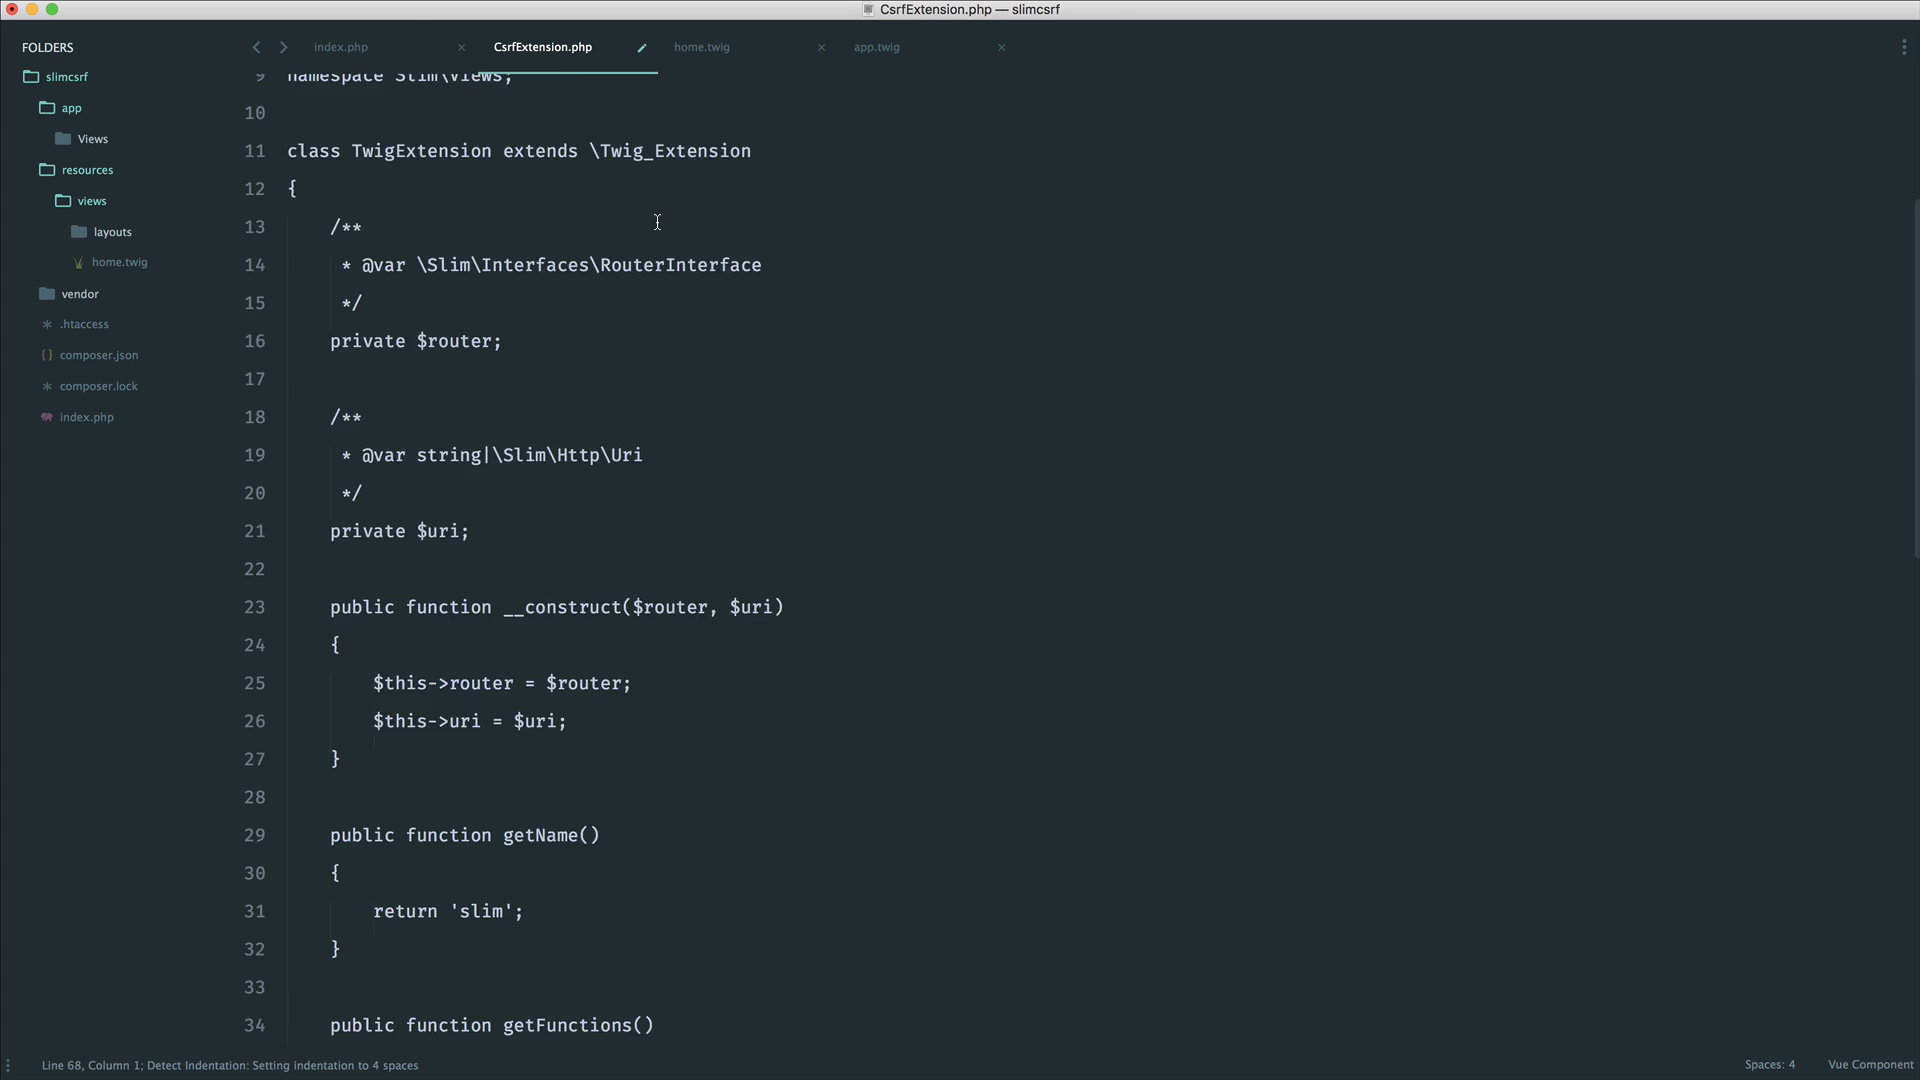 CsrfExtension.php — slimcsrf
FOLDERS
slimcsrf
app
Views
resources
views
layouts
home.twig
vendor
.htaccess
composer.json
composer.lock
index.php
index.php
CsrfExtension.php
home.twig
app.twig
9 namespace Slim\Views;
10
11 class TwigExtension extends \Twig_Extension
12 {
13 /**
14 * @var \Slim\Interfaces\RouterInterface
15 */
16 private $router;
17
18 /**
19 * @var string|\Slim\Http\Uri
20 */
21 private $uri;
22
23 public function __construct($router, $uri)
24 {
25 $this->router = $router;
26 $this->uri = $uri;
27 }
28
29 public function getName()
30 {
31 return 'slim';
32 }
33
34 public function getFunctions()
Line 68, Column 1; Detect Indentation: Setting indentation to 4 spaces
Spaces: 4
Vue Component